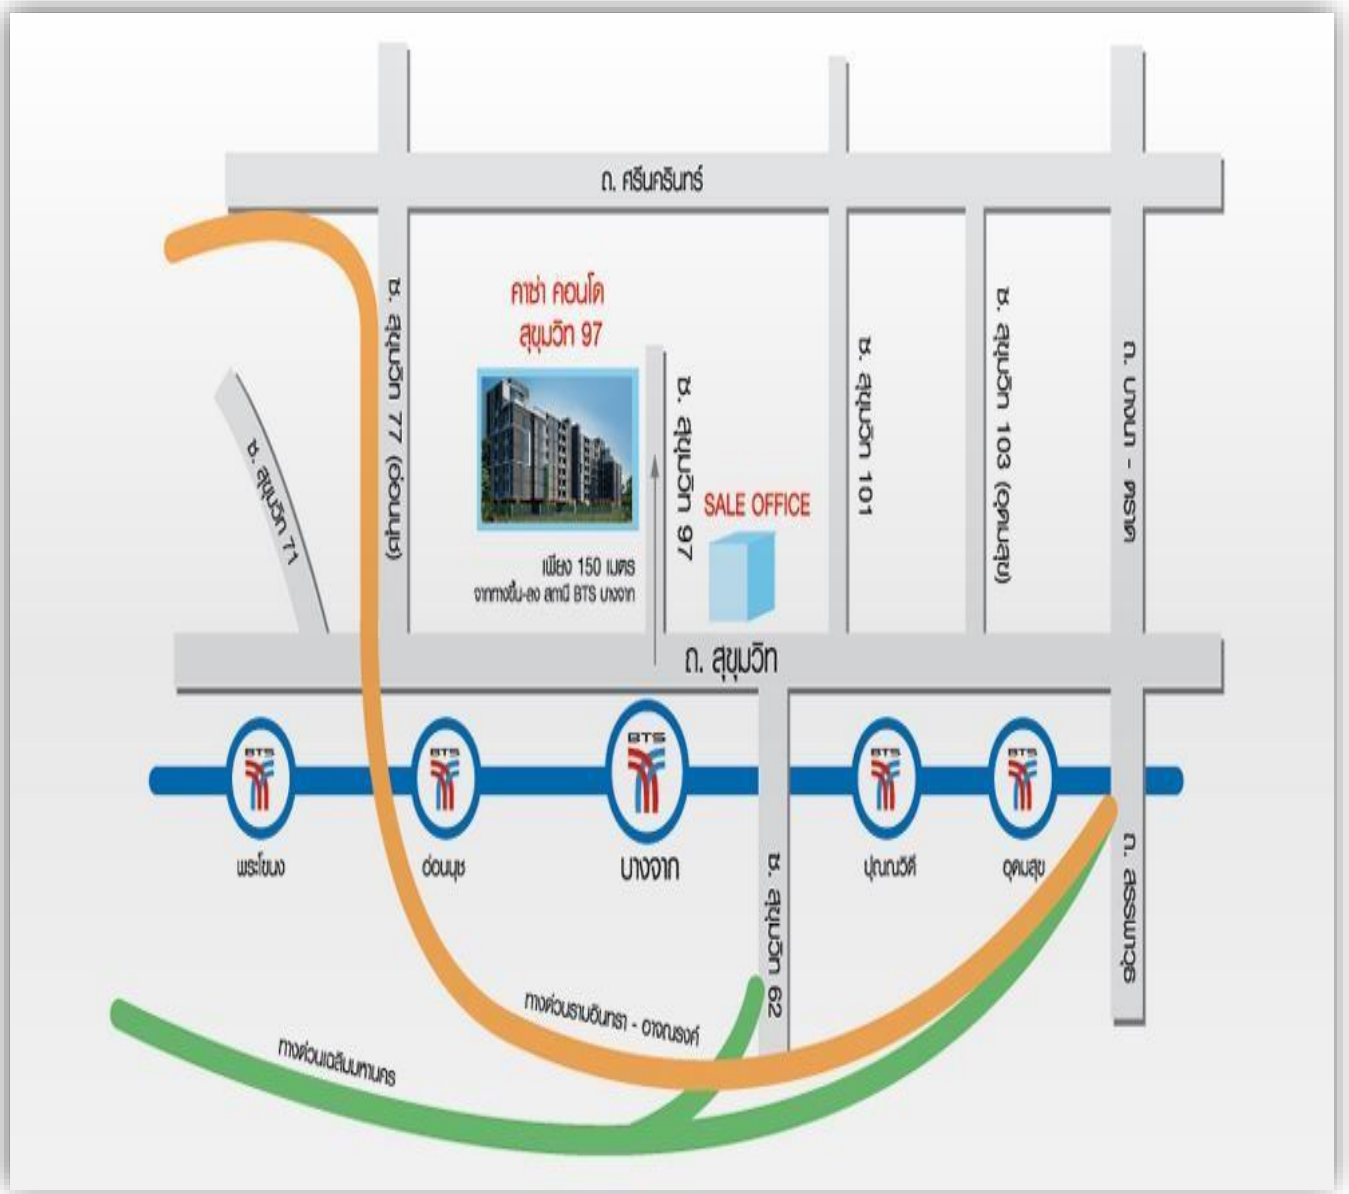 ถ. ศรีนครินทร์
คาซ่า คอนโด
สุขุมวิท 97
ซ. สุขุมวิท 71
ซ. สุขุมวิท 77 (อ่อนนุช)
ซ. สุขุมวิท 97
SALE OFFICE
ซ. สุขุมวิท 101
ซ. สุขุมวิท 103 (อุดมสุข)
ถ. บางนา - ตราด
เพียง 150 เมตร
จากทางขึ้น-ลง สถานี BTS บางจาก
ถ. สุขุมวิท
BTS
BTS
BTS
BTS
BTS
พระโขนง
อ่อนนุช
บางจาก
ปุณณวิถี
อุดมสุข
ซ. สุขุมวิท 62
ถ. สรรพาวุธ
ทางด่วนรามอินทรา - อาจณรงค์
ทางด่วนเฉลิมมหานคร